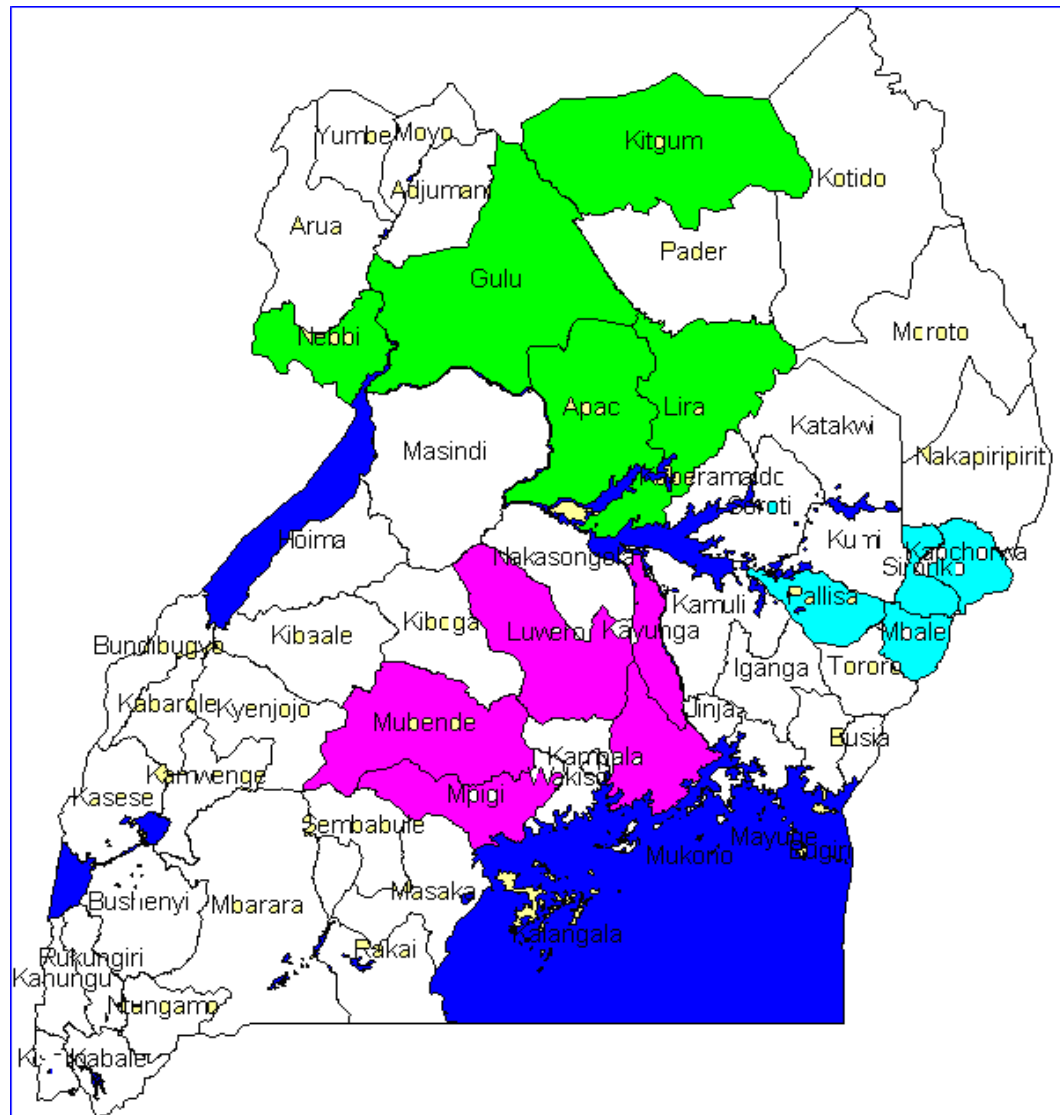 Yumbe
Moyo
Kitgum
Kotido
Adjuman
Arua
Pader
Gulu
Nebbi
Moroto
Apac
Lira
Katakwi
Masindi
Nakapiripirit
Kaberamaido
Soroti
Hoima
Kumi
Nakasongola
Kapchorwa
Sironko
Pallisa
Kamuli
Kiboga
Luwero
Kayunga
Mbale
Kibaale
Bundibugyo
Iganga
Tororo
Kabarole
Kyenjojo
Mubende
Jinja
Busia
Kampala
Wakiso
Kamwenge
Kasese
Mpigi
Sembabule
Mayuge
Bugiri
Mukono
Masaka
Bushenyi
Mbarara
Kalangala
Rakai
Rukungiri
Kanungu
Ntungamo
Kabale